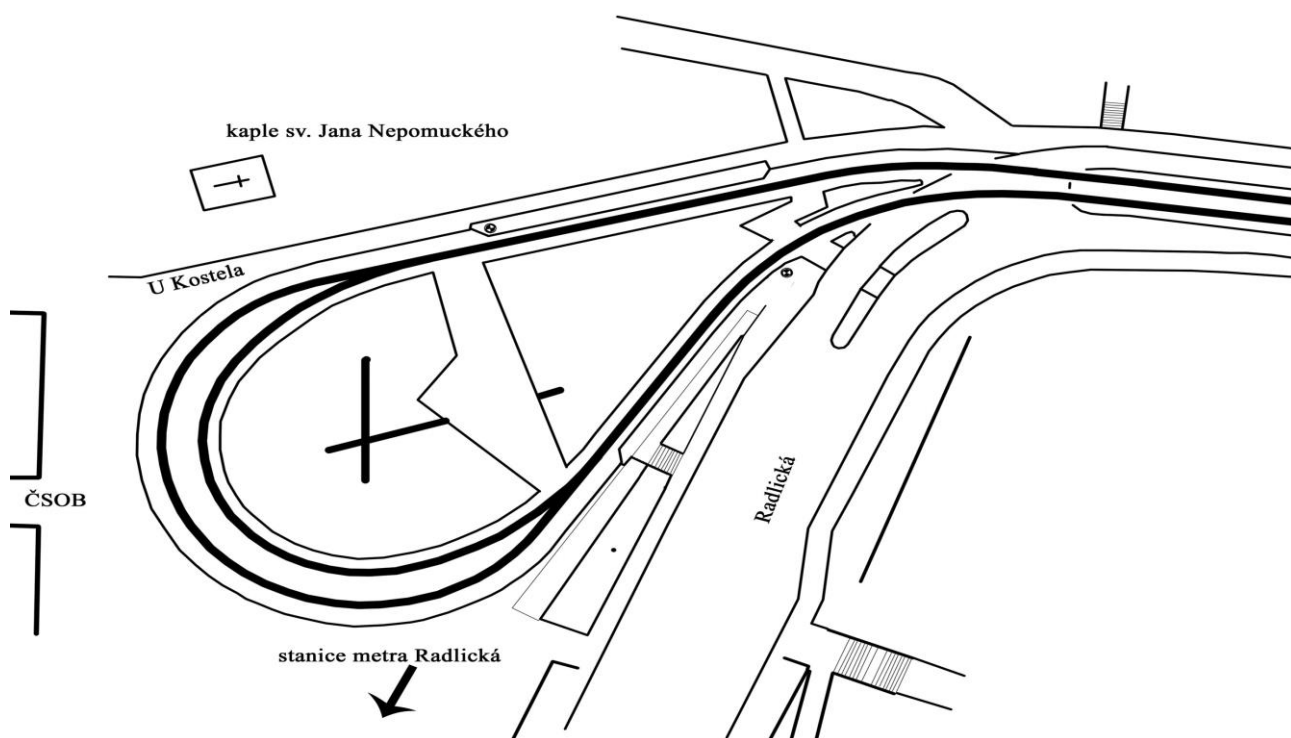 kaple sv. Jana Nepomuckého
U Kostela
ČSOB
Radlická
stanice metra Radlická